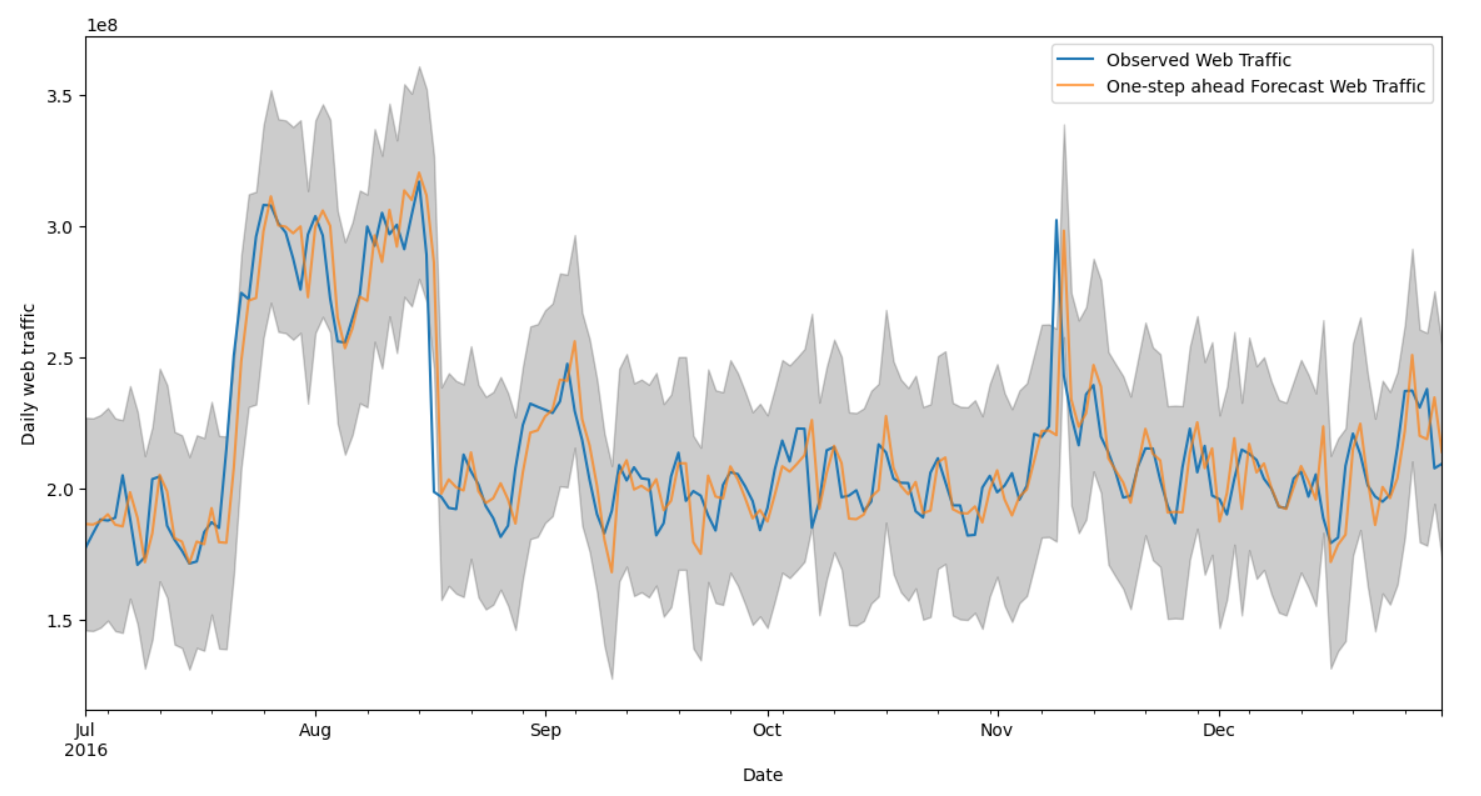 1e8
Observed Web Traffic
One-step ahead Forecast Web Traffic
3.5
3.0
2.5
2.0
1.5
Daily web traffic
Jul
2016
Aug
Sep
Oct
Nov
Dec
Date